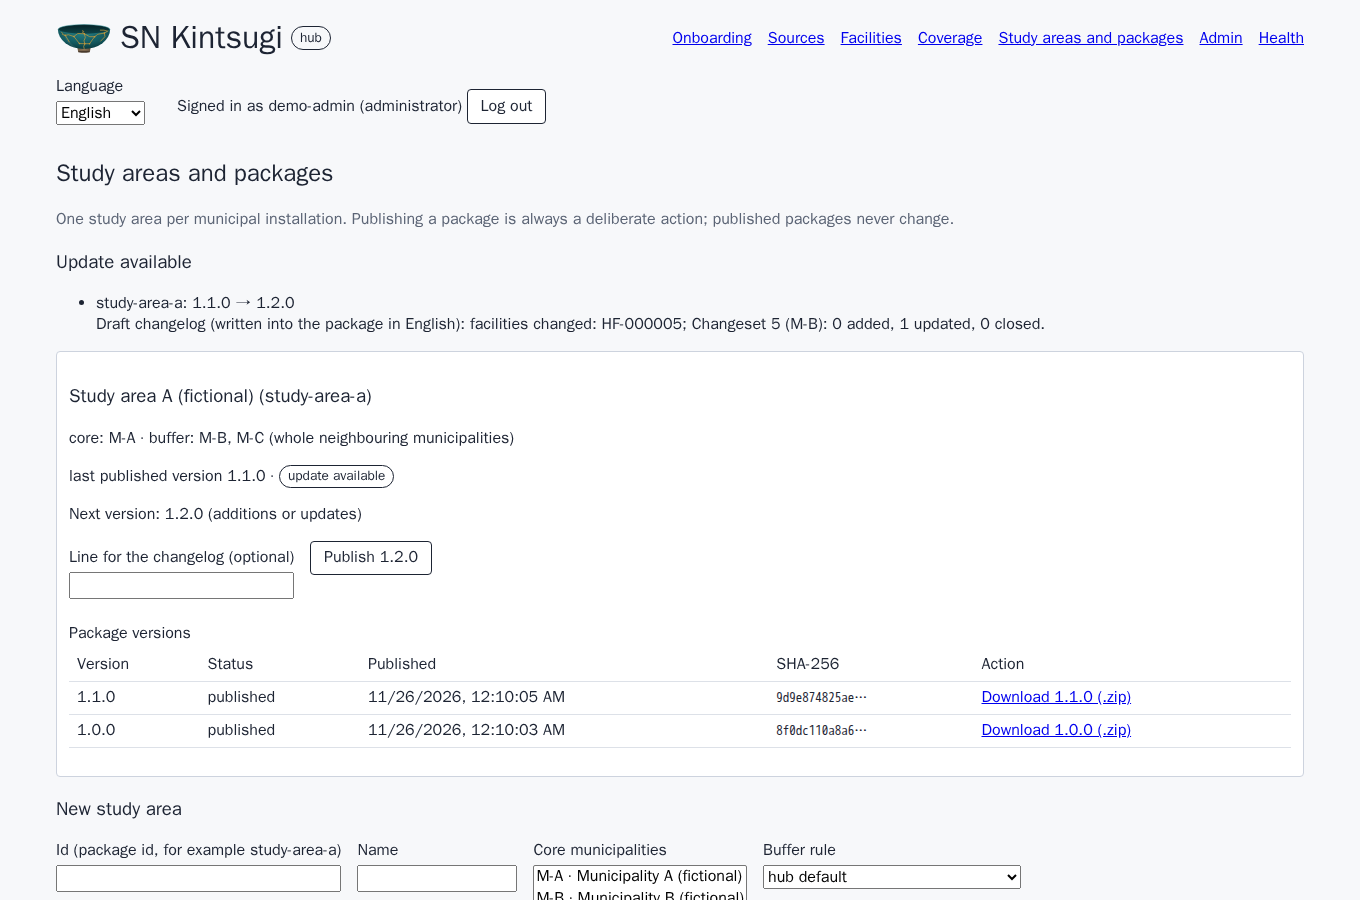 SN Kintsugi hub
Onboarding Sources Facilities Coverage Study areas and packages Admin Health
Language
English
Signed in as demo-admin (administrator) Log out
Study areas and packages
One study area per municipal installation. Publishing a package is always a deliberate action; published packages never change.
Update available
• study-area-a: 1.1.0 → 1.2.0
Draft changelog (written into the package in English): facilities changed: HF-000005; Changeset 5 (M-B): 0 added, 1 updated, 0 closed.
Study area A (fictional) (study-area-a)
core: M-A · buffer: M-B, M-C (whole neighbouring municipalities)
last published version 1.1.0 · update available
Next version: 1.2.0 (additions or updates)
Line for the changelog (optional) Publish 1.2.0
Package versions
Version Status Published SHA-256 Action
1.1.0 published 11/26/2026, 12:10:05 AM 9d9e874825ae… Download 1.1.0 (.zip)
1.0.0 published 11/26/2026, 12:10:03 AM 8f0dc110a8a6… Download 1.0.0 (.zip)
New study area
Id (package id, for example study-area-a) Name Core municipalities Buffer rule
M-A · Municipality A (fictional) hub default
M-B · Municipality B (fictional)